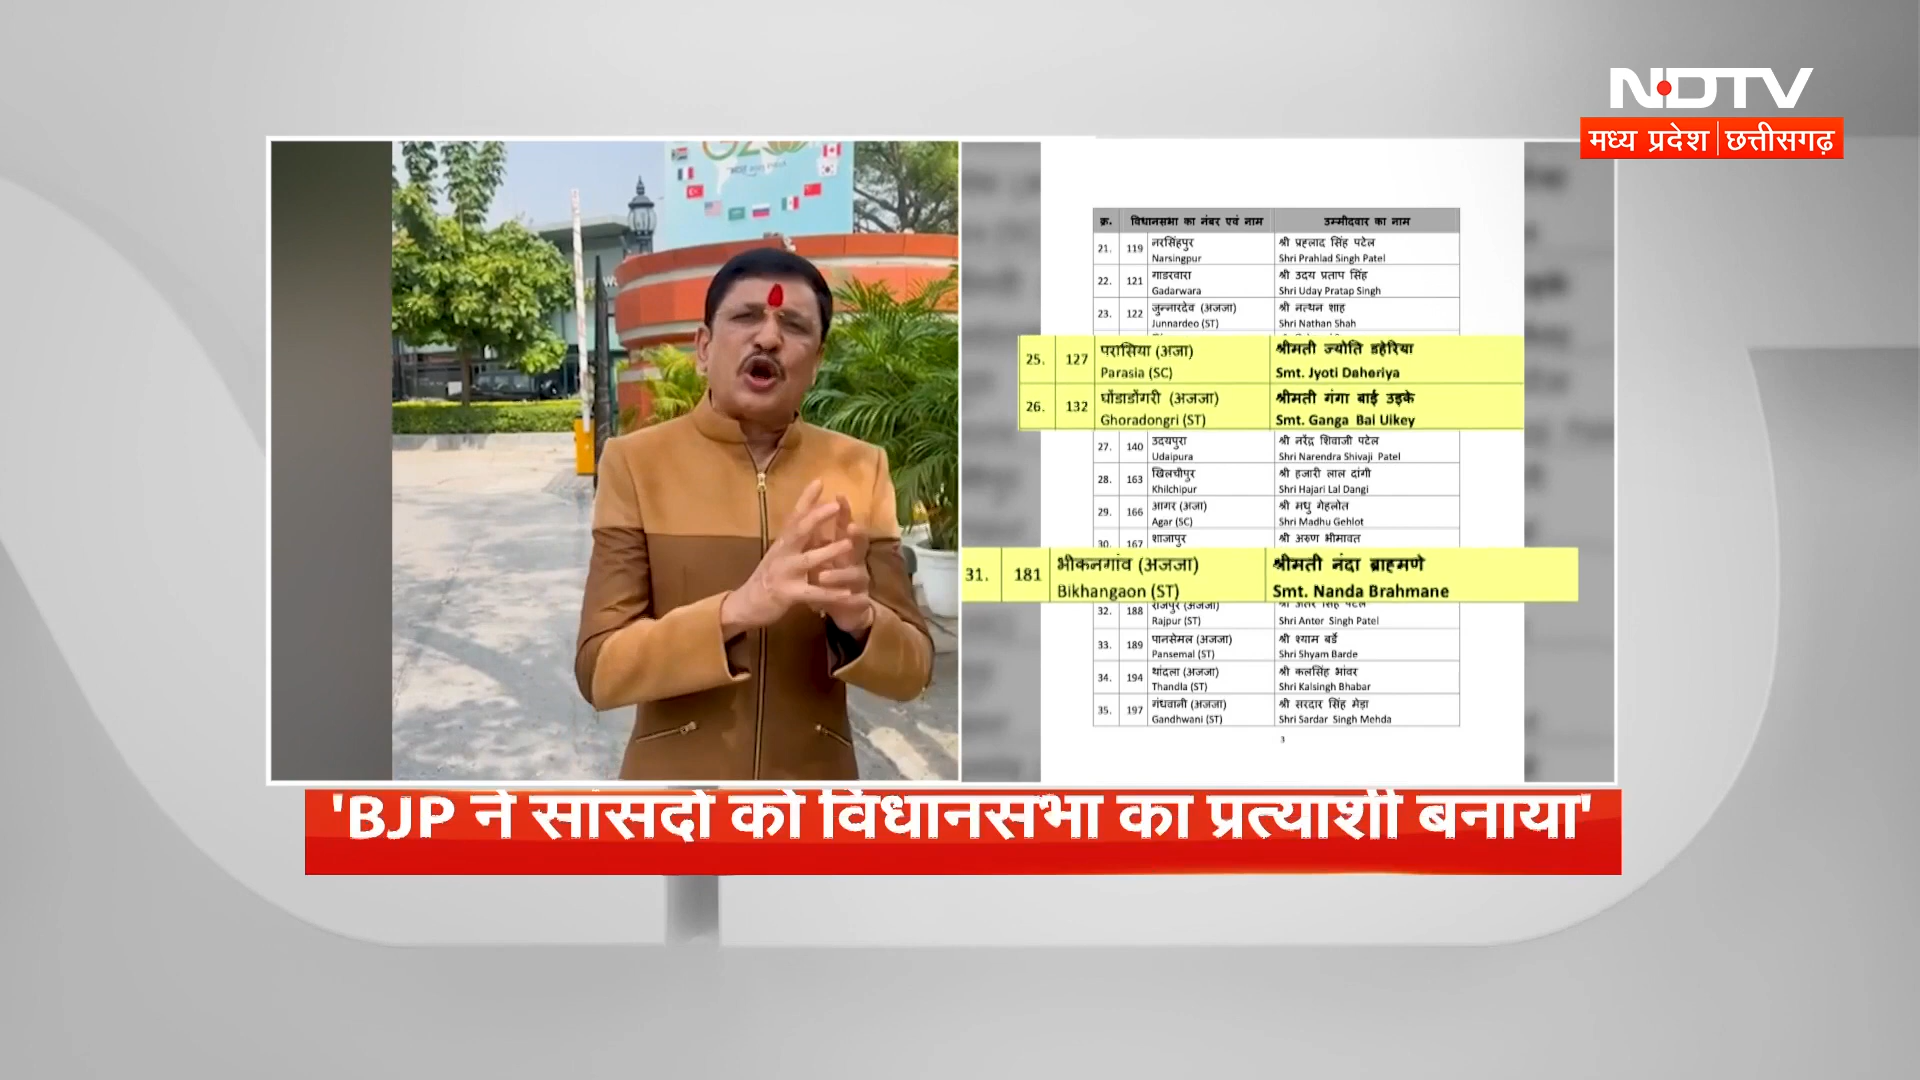 NDTV
मध्य प्रदेश|छत्तीसगढ़
क्र. विधानसभा का नंबर एवं नाम उम्मीदवार का नाम
21. 119 नरसिंहपुर श्री प्रहलाद सिंह पटेल
Narsingpur Shri Prahlad Singh Patel
22. 121 गाडरवारा श्री उदय प्रताप सिंह
Gadarwara Shri Uday Pratap Singh
23. 122 जुन्नारदेव (अजजा) श्री नत्थन शाह
Junnardeo (ST) Shri Nathan Shah
25. 127 परासिया (अजा) श्रीमती ज्योति डहेरिया
Parasia (SC) Smt. Jyoti Daheriya
26. 132 घोंडाडोंगरी (अजजा) श्रीमती गंगा बाई उइके
Ghoradongri (ST) Smt. Ganga Bai Uikey
27. 140 उदयपुरा श्री नरेंद्र शिवाजी पटेल
Udaipura Shri Narendra Shivaji Patel
28. 163 खिलचीपुर श्री हजारी लाल दांगी
Khilchipur Shri Hajari Lal Dangi
29. 166 आगर (अजा) श्री मधु गेहलोत
Agar (SC) Shri Madhu Gehlot
30. 167 शाजापुर श्री अरुण भीमावत
31. 181 भीकनगांव (अजजा) श्रीमती नंदा ब्राहमणे
Bikhangaon (ST) Smt. Nanda Brahmane
32. 188 राजपुर (अजजा) श्री अंतर सिंह पटेल
Rajpur (ST) Shri Anter Singh Patel
33. 189 पानसेमल (अजजा) श्री श्याम बर्डे
Pansemal (ST) Shri Shyam Barde
34. 194 थांदला (अजजा) श्री कलसिंह भांवर
Thandla (ST) Shri Kalsingh Bhabar
35. 197 गंधवानी (अजजा) श्री सरदार सिंह मेड़ा
Gandhwani (ST) Shri Sardar Singh Mehda
3
'BJP ने सांसदों को विधानसभा का प्रत्याशी बनाया'